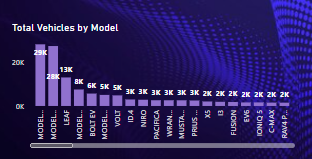 Total Vehicles by Model
20K
0K
29K
28K
13K
8K
6K
5K
5K
3K
3K
3K
3K
3K
3K
2K
2K
2K
2K
2K
2K
2K
MODEL...
MODEL...
LEAF
MODEL...
BOLT EV
MODEL...
VOLT
ID.4
NIRO
PACIFICA
WRAN...
MUSTA...
PRIUS ...
X5
I3
FUSION
EV6
IONIQ 5
C-MAX
RAV4 P...